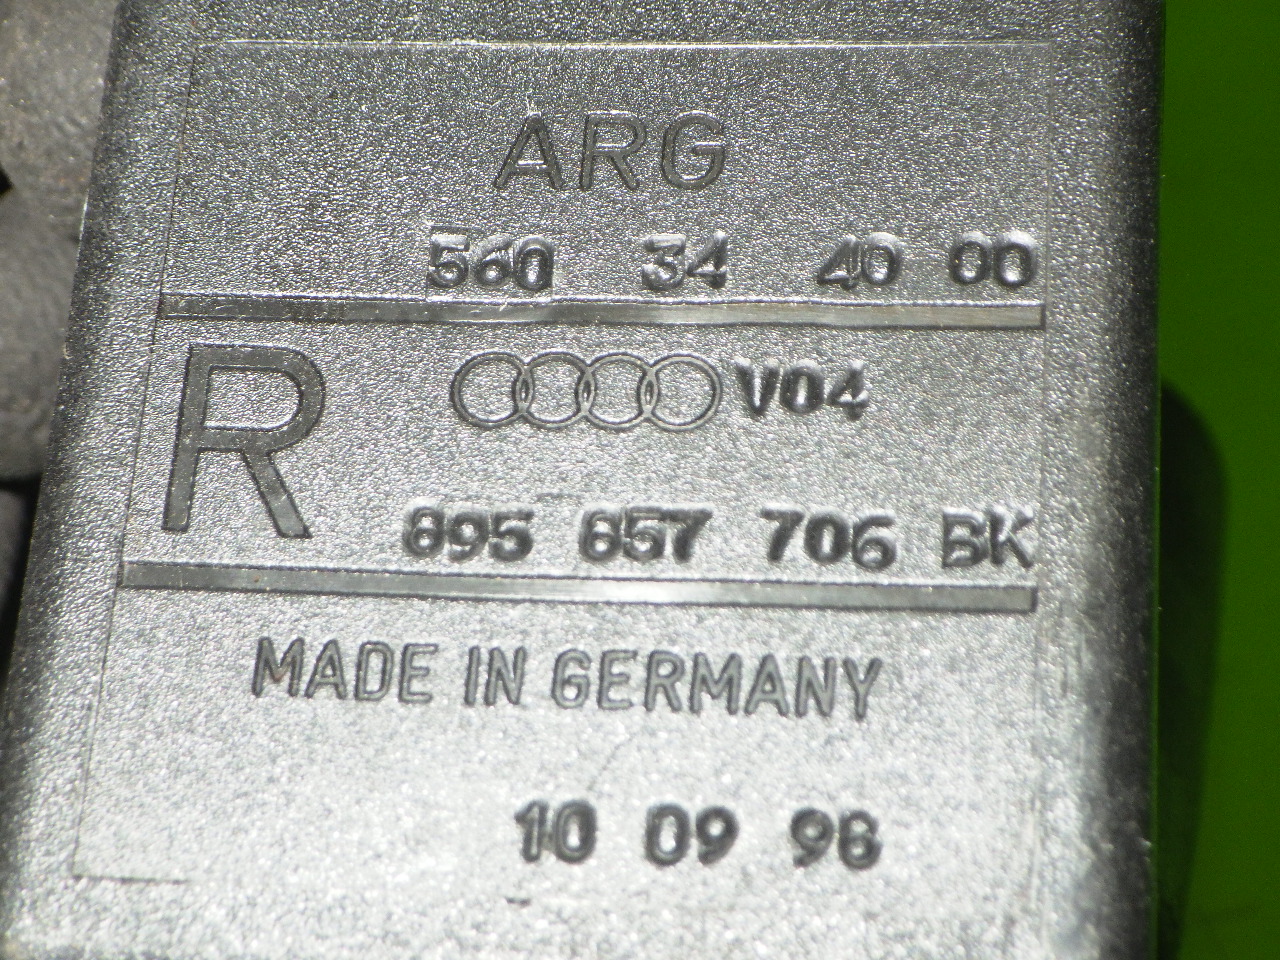 ARG
560 34 40 00
R V04
895 857 706 BK
MADE IN GERMANY
10 09 98